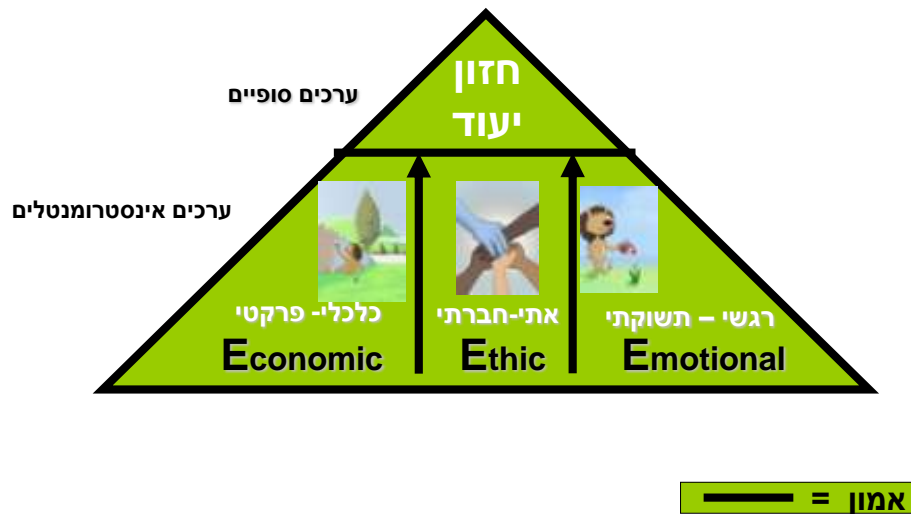 חזון
יעוד
ערכים סופיים
ערכים אינסטרומנטלים
רגשי – תשוקתי
Emotional
אתי-חברתי
Ethic
כלכלי- פרקטי
Economic
אמון =